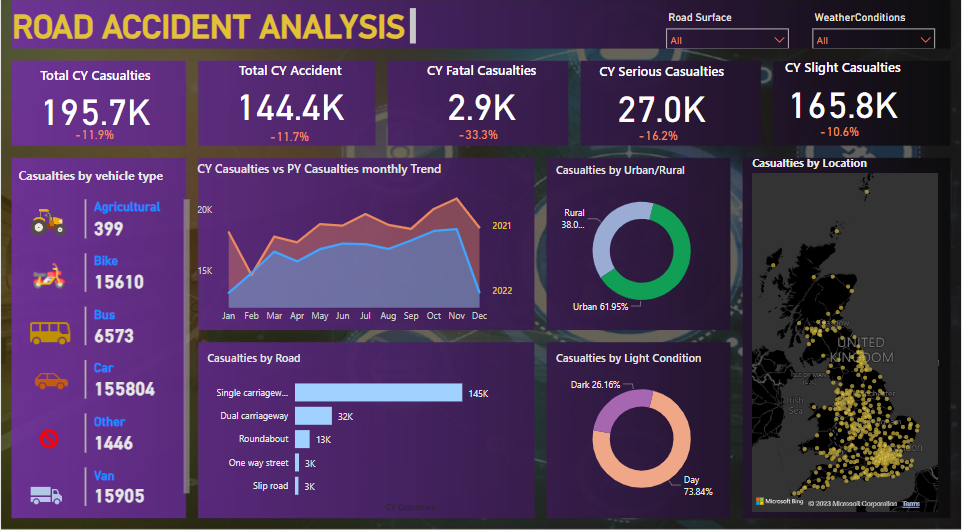 ROAD ACCIDENT ANALYSIS
Road Surface
All
WeatherConditions
All
Total CY Casualties
195.7K
-11.9%
Total CY Accident
144.4K
-11.7%
CY Fatal Casualties
2.9K
-33.3%
CY Serious Casualties
27.0K
-16.2%
CY Slight Casualties
165.8K
-10.6%
Casualties by vehicle type
Agricultural
399
Bike
15610
Bus
6573
Car
155804
Other
1446
Van
15905
CY Casualties vs PY Casualties monthly Trend
20K
15K
2021
2022
Jan Feb Mar Apr May Jun Jul Aug Sep Oct Nov Dec
Casualties by Road
Single carriagew... 145K
Dual carriageway 32K
Roundabout 13K
One way street 3K
Slip road 3K
CY Casualties
Casualties by Urban/Rural
Rural
38.0...
Urban 61.95%
Casualties by Light Condition
Dark 26.16%
Day
73.84%
Casualties by Location
UNITED
KINGDOM
Irish
Sea
Microsoft Bing
© 2023 Microsoft Corporation Terms